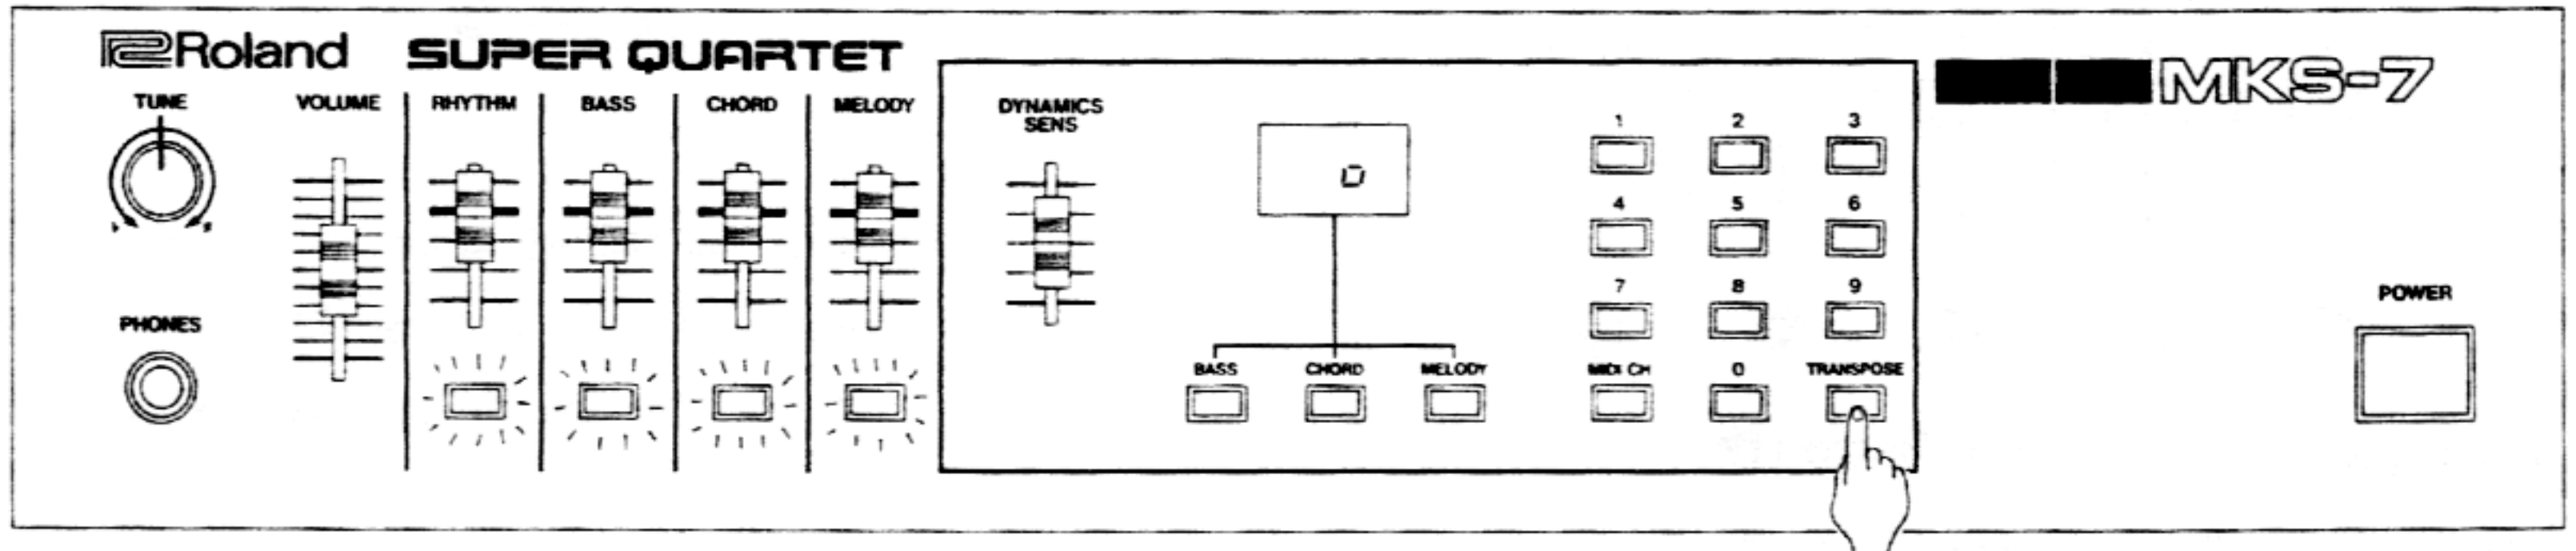 Roland SUPER QUARTET
MKS-7
TUNE
VOLUME
RHYTHM
BASS
CHORD
MELODY
DYNAMICS
SENS
PHONES
0
BASS
CHORD
MELODY
1 2 3
4 5 6
7 8 9
MIDI CH 0 TRANSPOSE
POWER